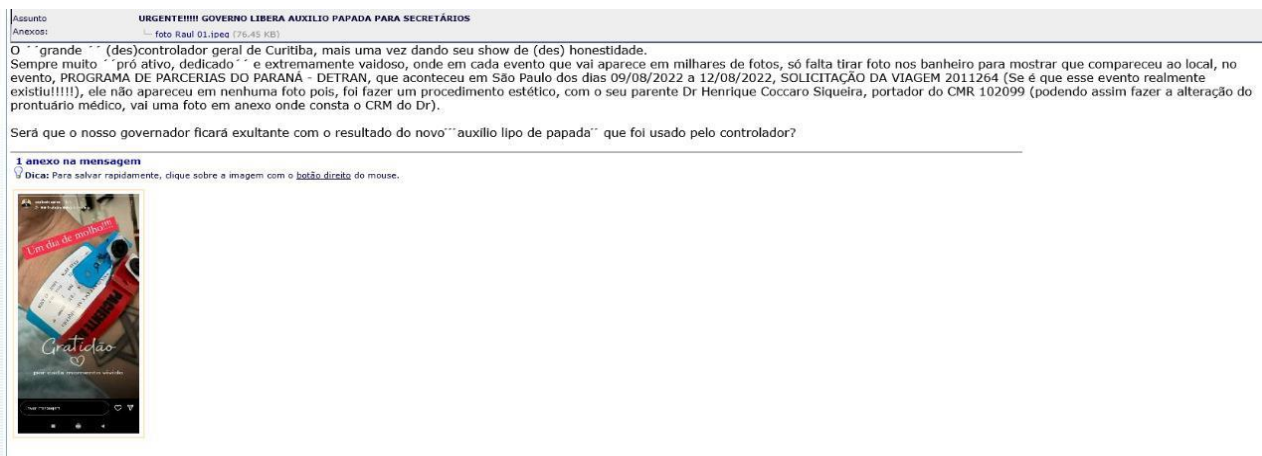 Assunto URGENTE!!!!! GOVERNO LIBERA AUXILIO PAPADA PARA SECRETÁRIOS
Anexos: foto Raul 01.jpeg (76.45 KB)
O ´´grande ´´ (des)controlador geral de Curitiba, mais uma vez dando seu show de (des) honestidade.
Sempre muito ´´pró ativo, dedicado´´ e extremamente vaidoso, onde em cada evento que vai aparece em milhares de fotos, só falta tirar foto nos banheiro para mostrar que compareceu ao local, no
evento, PROGRAMA DE PARCERIAS DO PARANÁ - DETRAN, que aconteceu em São Paulo dos dias 09/08/2022 a 12/08/2022, SOLICITAÇÃO DA VIAGEM 2011264 (Se é que esse evento realmente
existiu!!!!!), ele não apareceu em nenhuma foto pois, foi fazer um procedimento estético, com o seu parente Dr Henrique Coccaro Siqueira, portador do CMR 102099 (podendo assim fazer a alteração do
prontuário médico, vai uma foto em anexo onde consta o CRM do Dr).
Será que o nosso governador ficará exultante com o resultado do novo´´´auxílio lipo de papada´´ que foi usado pelo controlador?
1 anexo na mensagem
Dica: Para salvar rapidamente, clique sobre a imagem com o botão direito do mouse.
Um dia de molho!!!
PACIENTE
Gratidão
por cada momento vivido